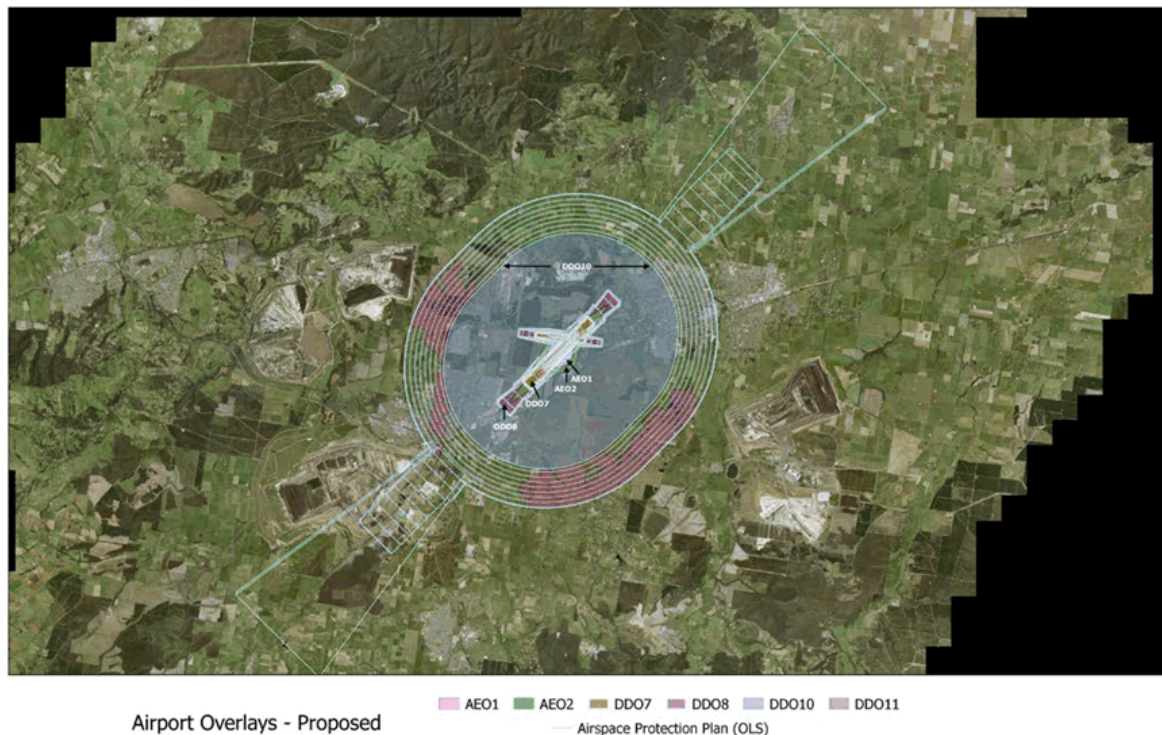 DDO10
AEO1
AEO2
DDO7
DDO8
Airport Overlays - Proposed
AEO1 AEO2 DDO7 DDO8 DDO10 DDO11
Airspace Protection Plan (OLS)